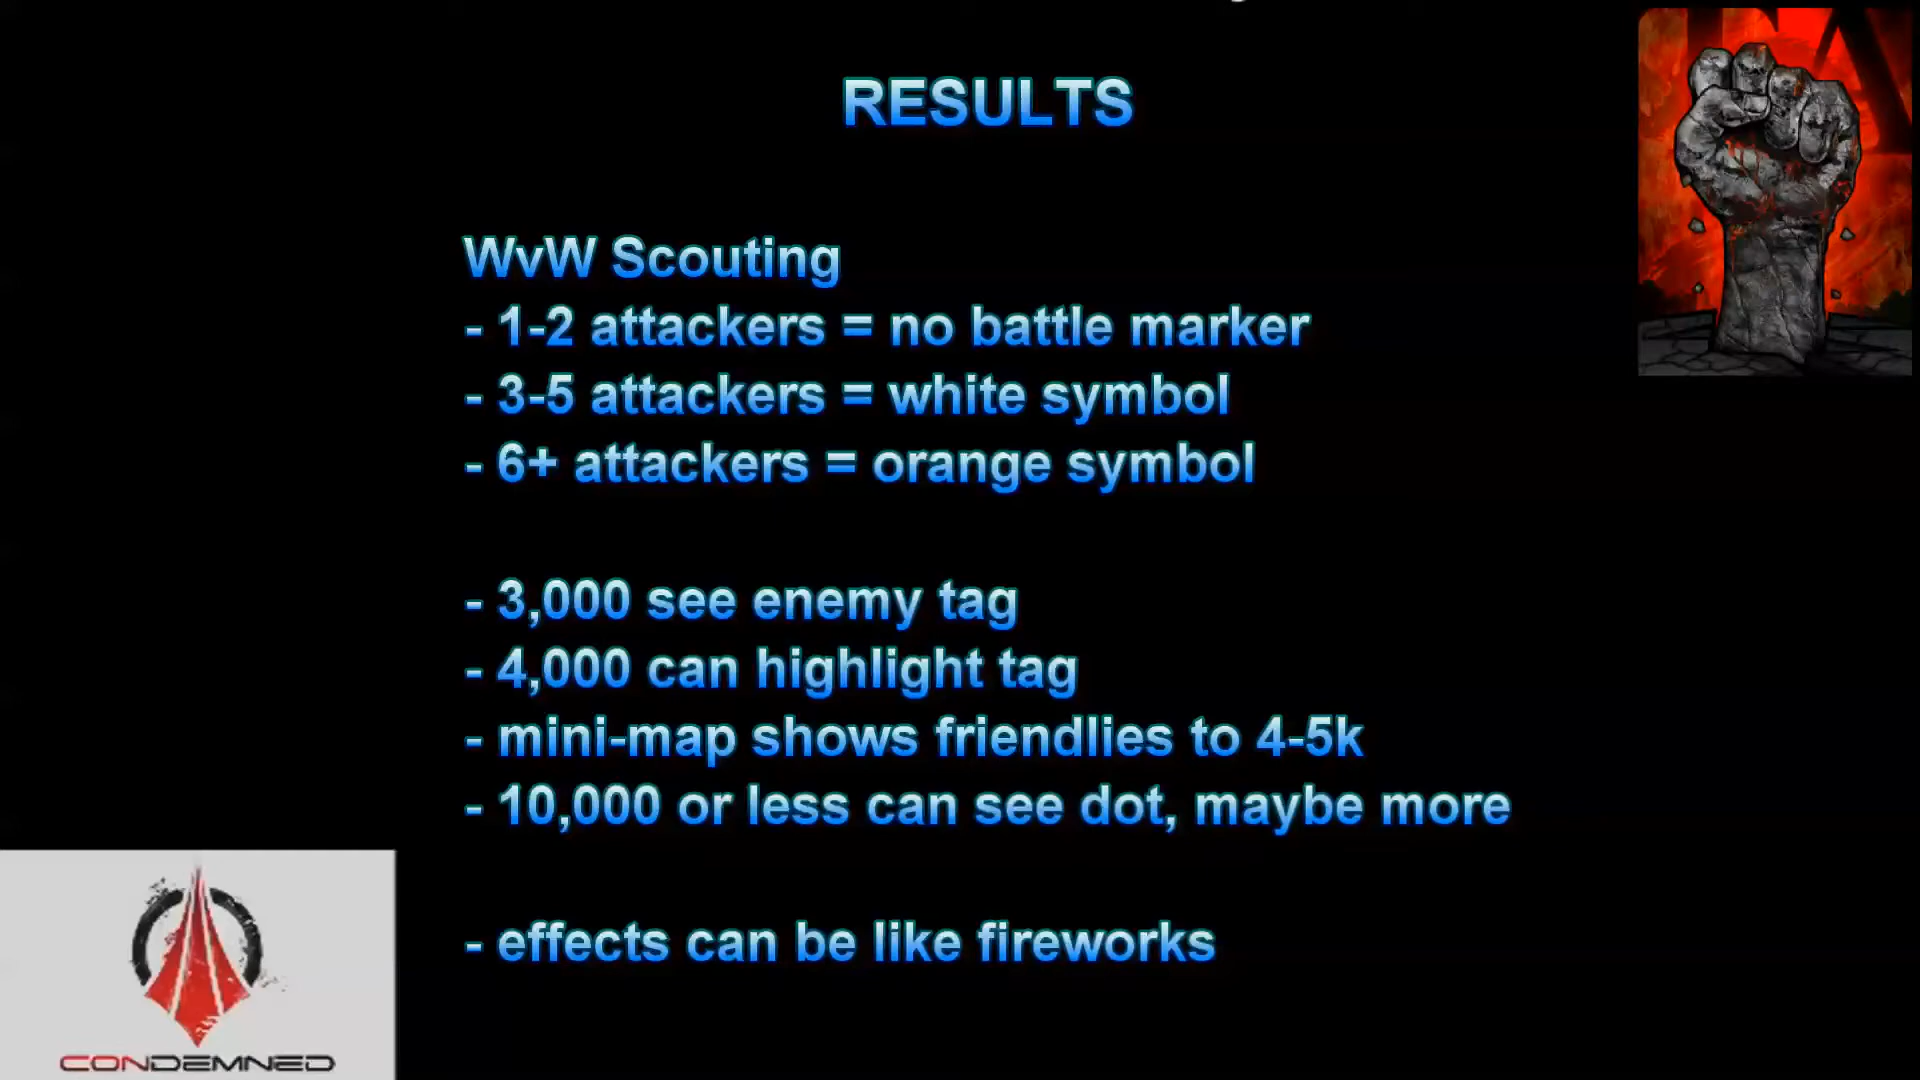 RESULTS
WvW Scouting
- 1-2 attackers = no battle marker
- 3-5 attackers = white symbol
- 6+ attackers = orange symbol
- 3,000 see enemy tag
- 4,000 can highlight tag
- mini-map shows friendlies to 4-5k
- 10,000 or less can see dot, maybe more
- effects can be like fireworks
CONDEMNED